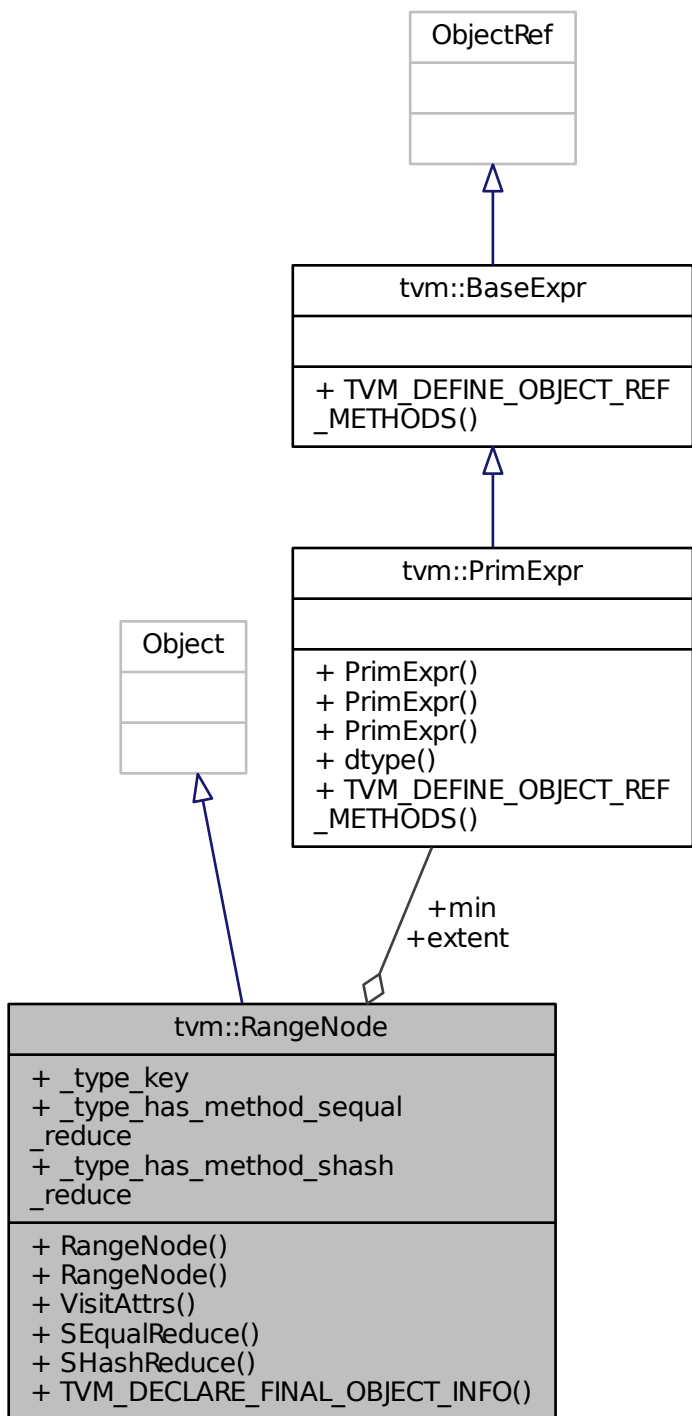 ObjectRef
tvm::BaseExpr
+ TVM_DEFINE_OBJECT_REF
_METHODS()
tvm::PrimExpr
+ PrimExpr()
+ PrimExpr()
+ PrimExpr()
+ dtype()
+ TVM_DEFINE_OBJECT_REF
_METHODS()
Object
+min
+extent
tvm::RangeNode
+ _type_key
+ _type_has_method_sequal
_reduce
+ _type_has_method_shash
_reduce
+ RangeNode()
+ RangeNode()
+ VisitAttrs()
+ SEqualReduce()
+ SHashReduce()
+ TVM_DECLARE_FINAL_OBJECT_INFO()